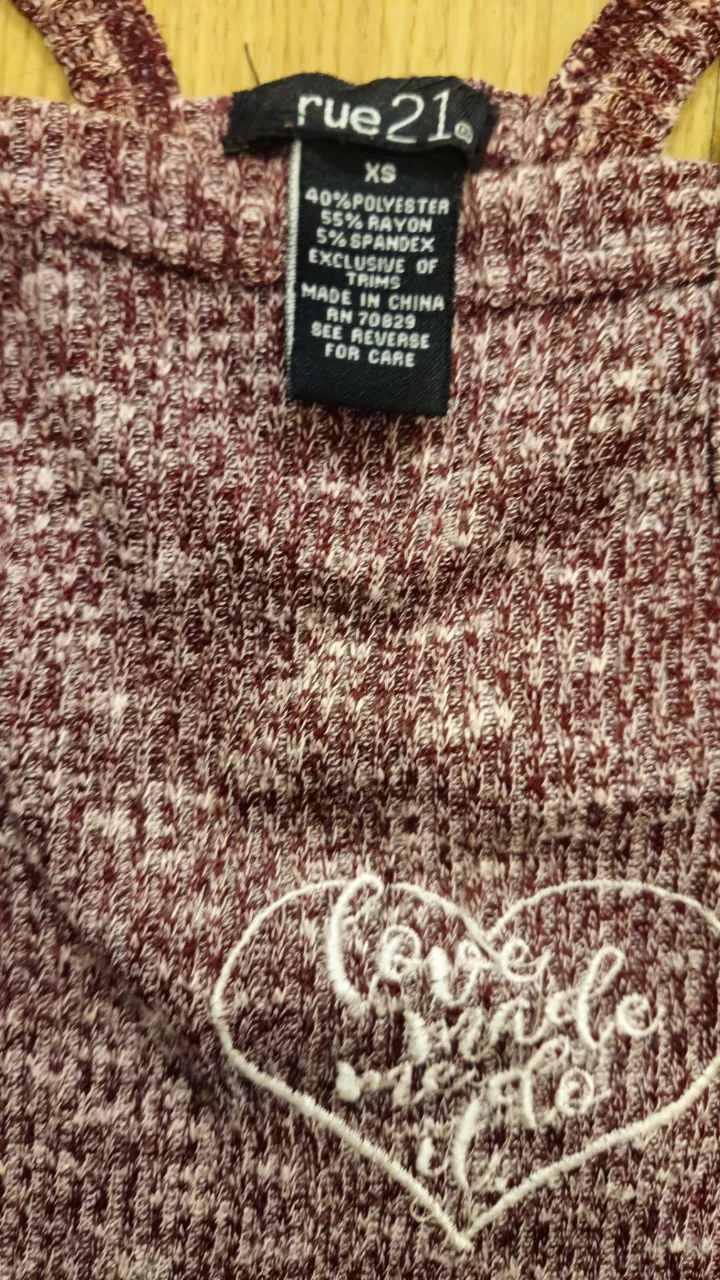 rue21®
XS
40%POLYESTER
55% RAYON
5% SPANDEX
EXCLUSIVE OF
TRIMS
MADE IN CHINA
RN 70829
SEE REVERSE
FOR CARE
love
made
me do
it